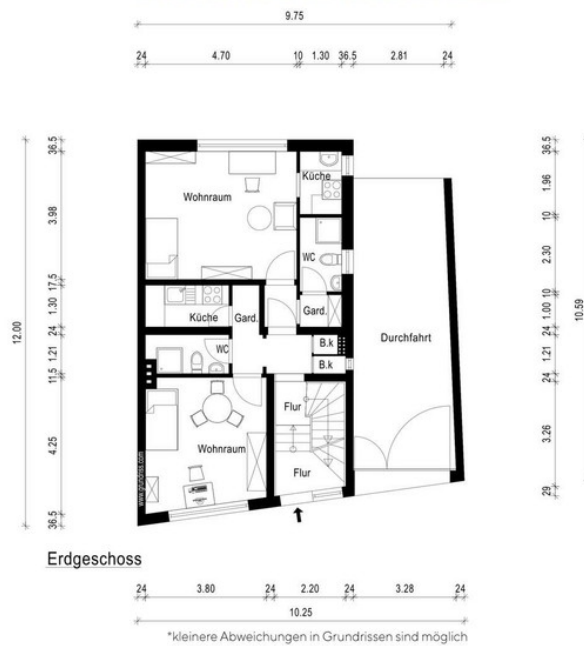 9.75
24 4.70 10 1.30 36.5 2.81 24
36.5 3.98 17.5 1.30 24 1.21 11.5 4.25 36.5
12.00
36.5 1.96 10 2.30 10 1.00 24 1.21 24 3.26 29
10.59
Küche
Wohnraum
WC
Gard.
Küche
Gard.
Durchfahrt
WC
B.k
B.k
Flur
Wohnraum
Flur
www.grundriss.com
Erdgeschoss
24 3.80 24 2.20 24 3.28 24
10.25
*kleinere Abweichungen in Grundrissen sind möglich